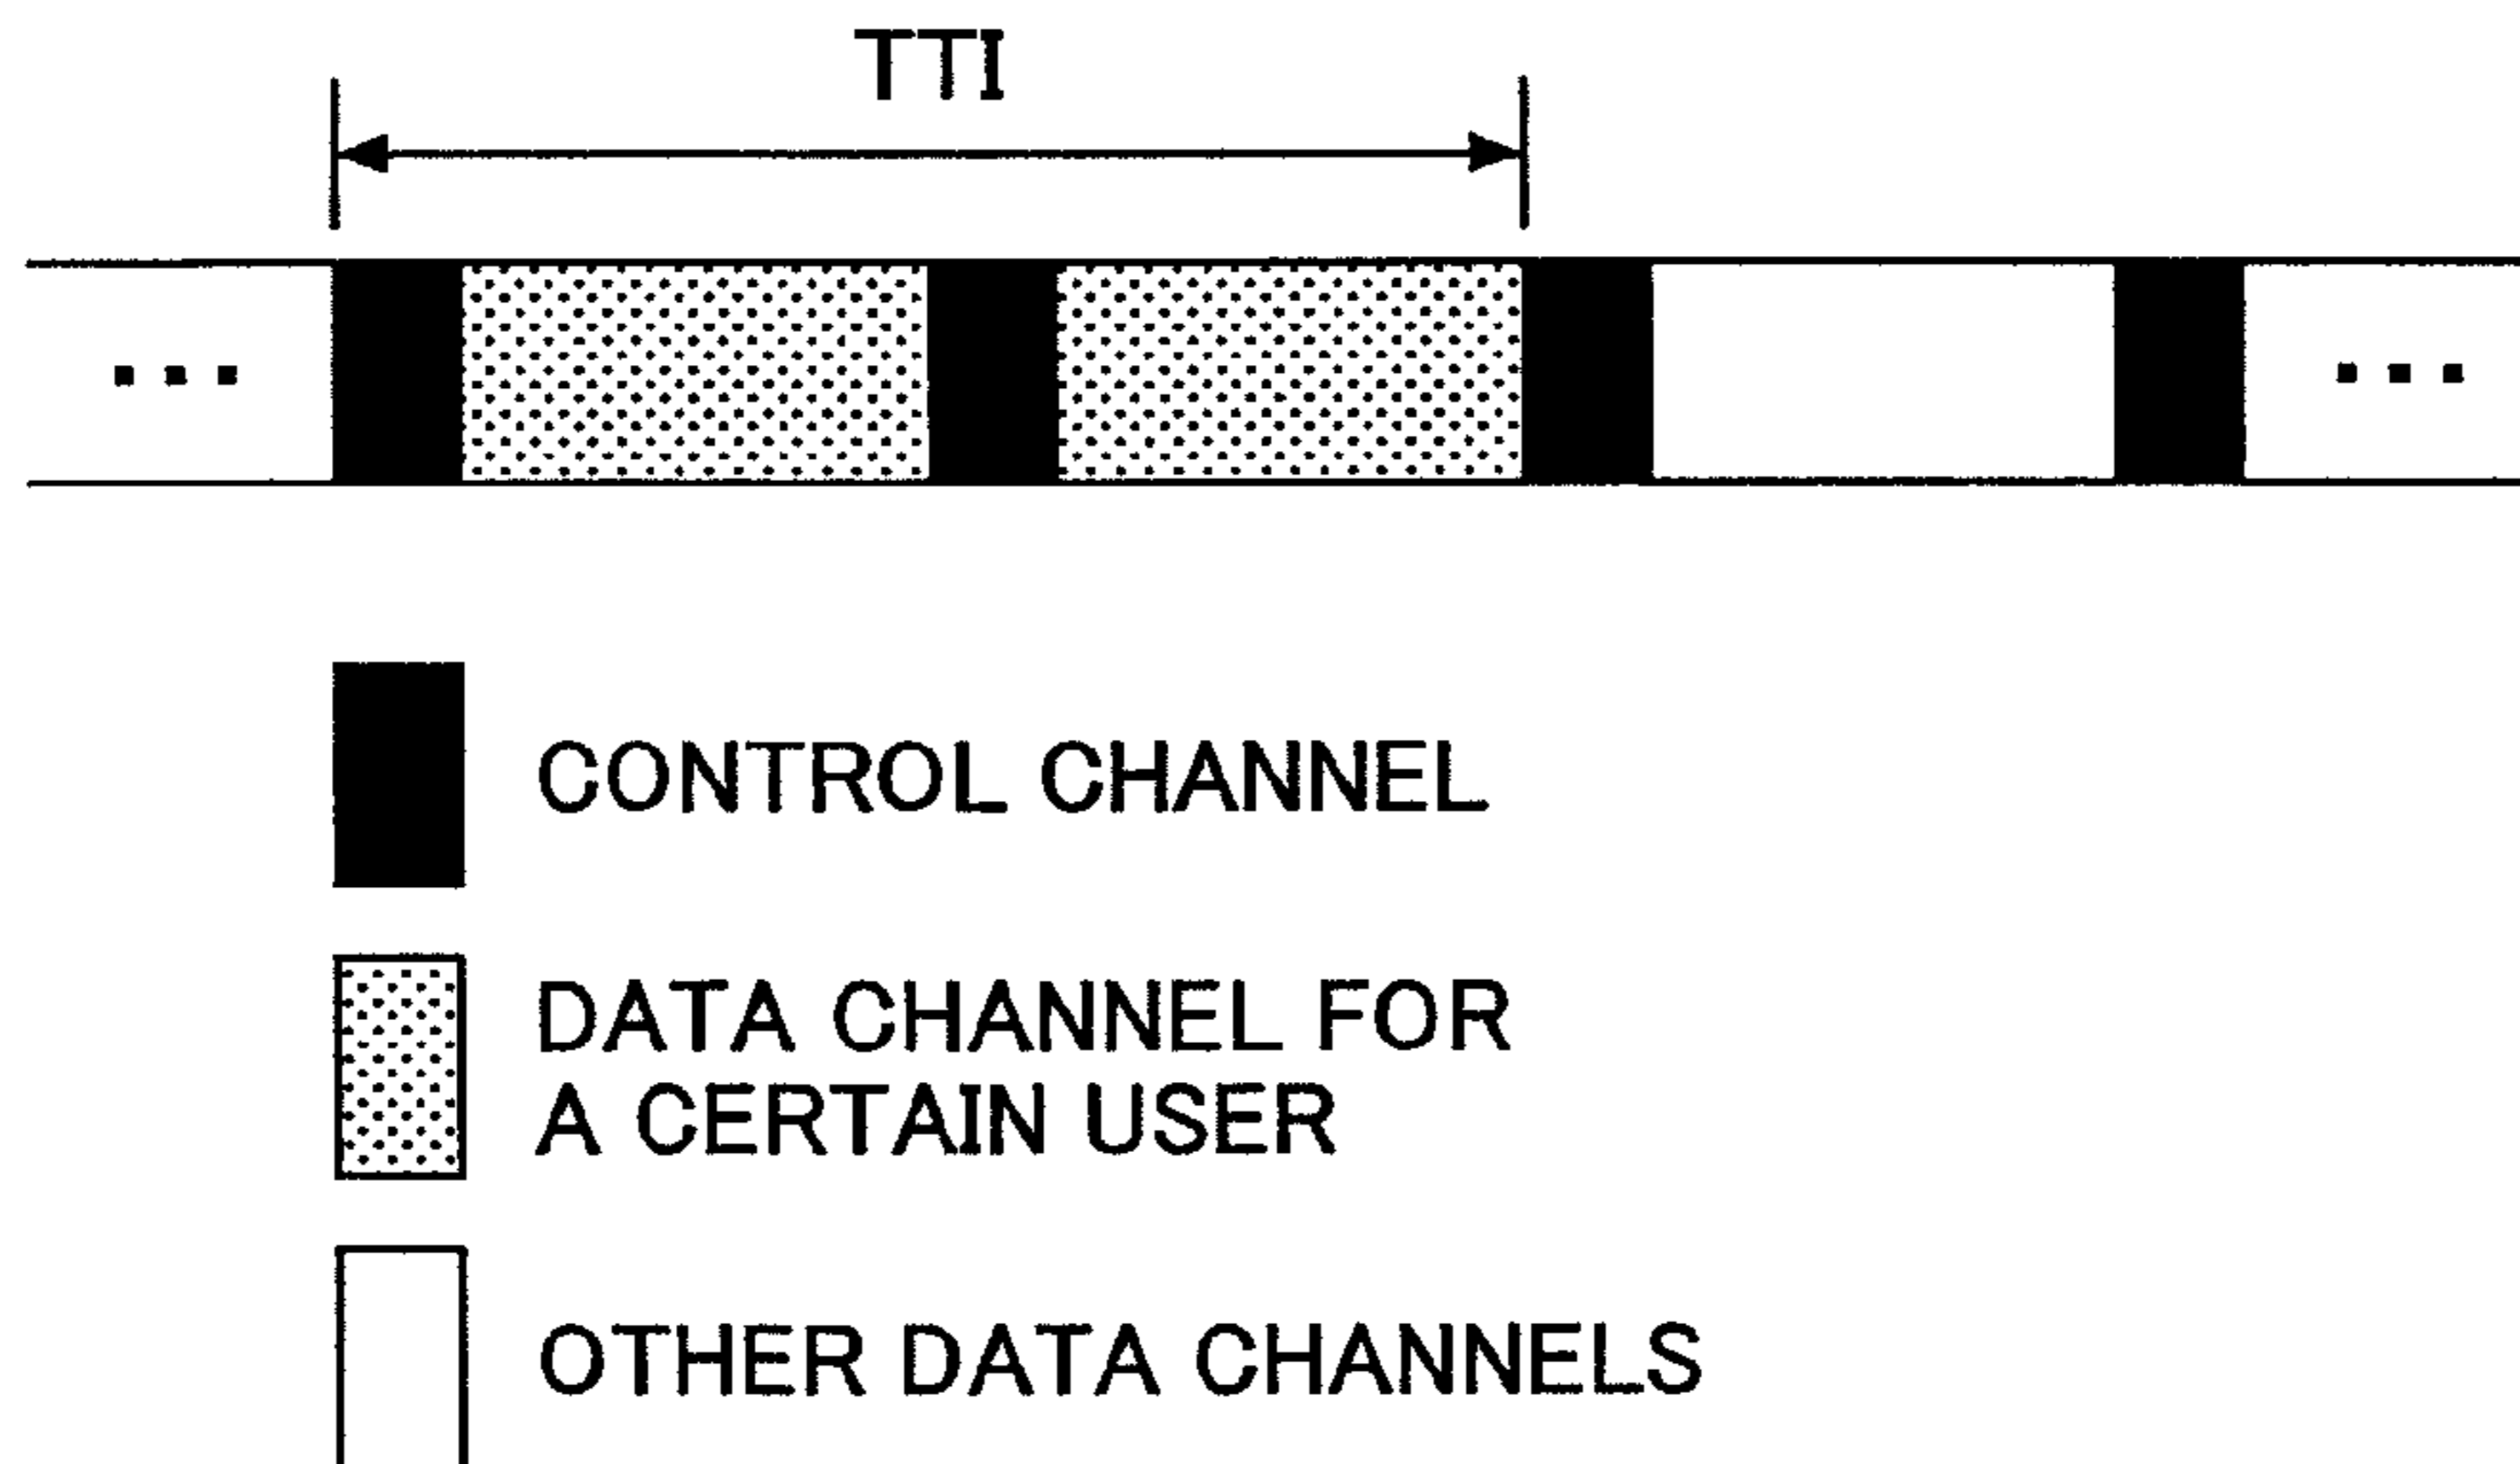 TTI
CONTROL CHANNEL
DATA CHANNEL FOR
A CERTAIN USER
OTHER DATA CHANNELS